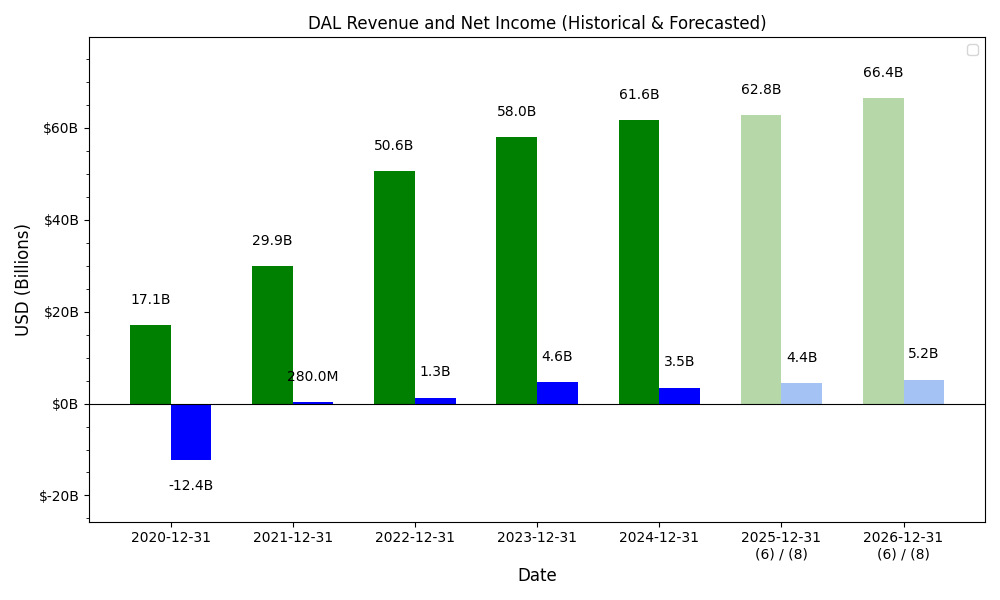 DAL Revenue and Net Income (Historical & Forecasted)
66.4B
62.8B
61.6B
58.0B
$60B
50.6B
$40B
29.9B
USD (Billions)
17.1B
$20B
280.0M
1.3B
4.6B
3.5B
4.4B
5.2B
$0B
-12.4B
$-20B
2020-12-31
2021-12-31
2022-12-31
2023-12-31
2024-12-31
2025-12-31
(6) / (8)
2026-12-31
(6) / (8)
Date